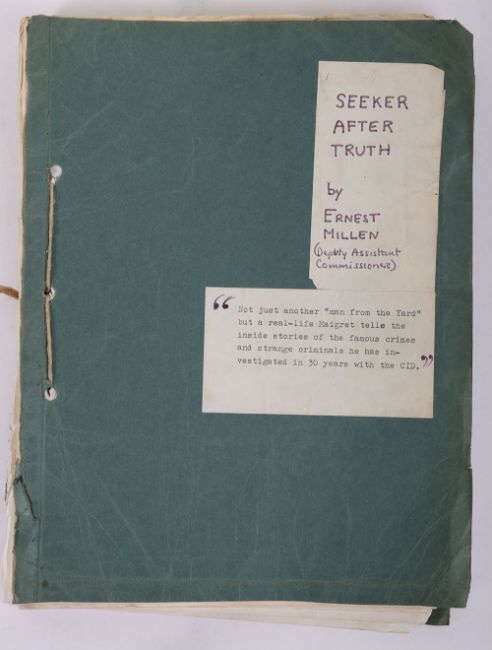 SEEKER
AFTER
TRUTH
by
ERNEST
MILLEN
(Deputy Assistant
Commissioner)
“ Not just another "man from the Yard"
but a real-life Maigret tells the
inside stories of the famous crimes
and strange criminals he has in-
vestigated in 30 years with the CID. ”